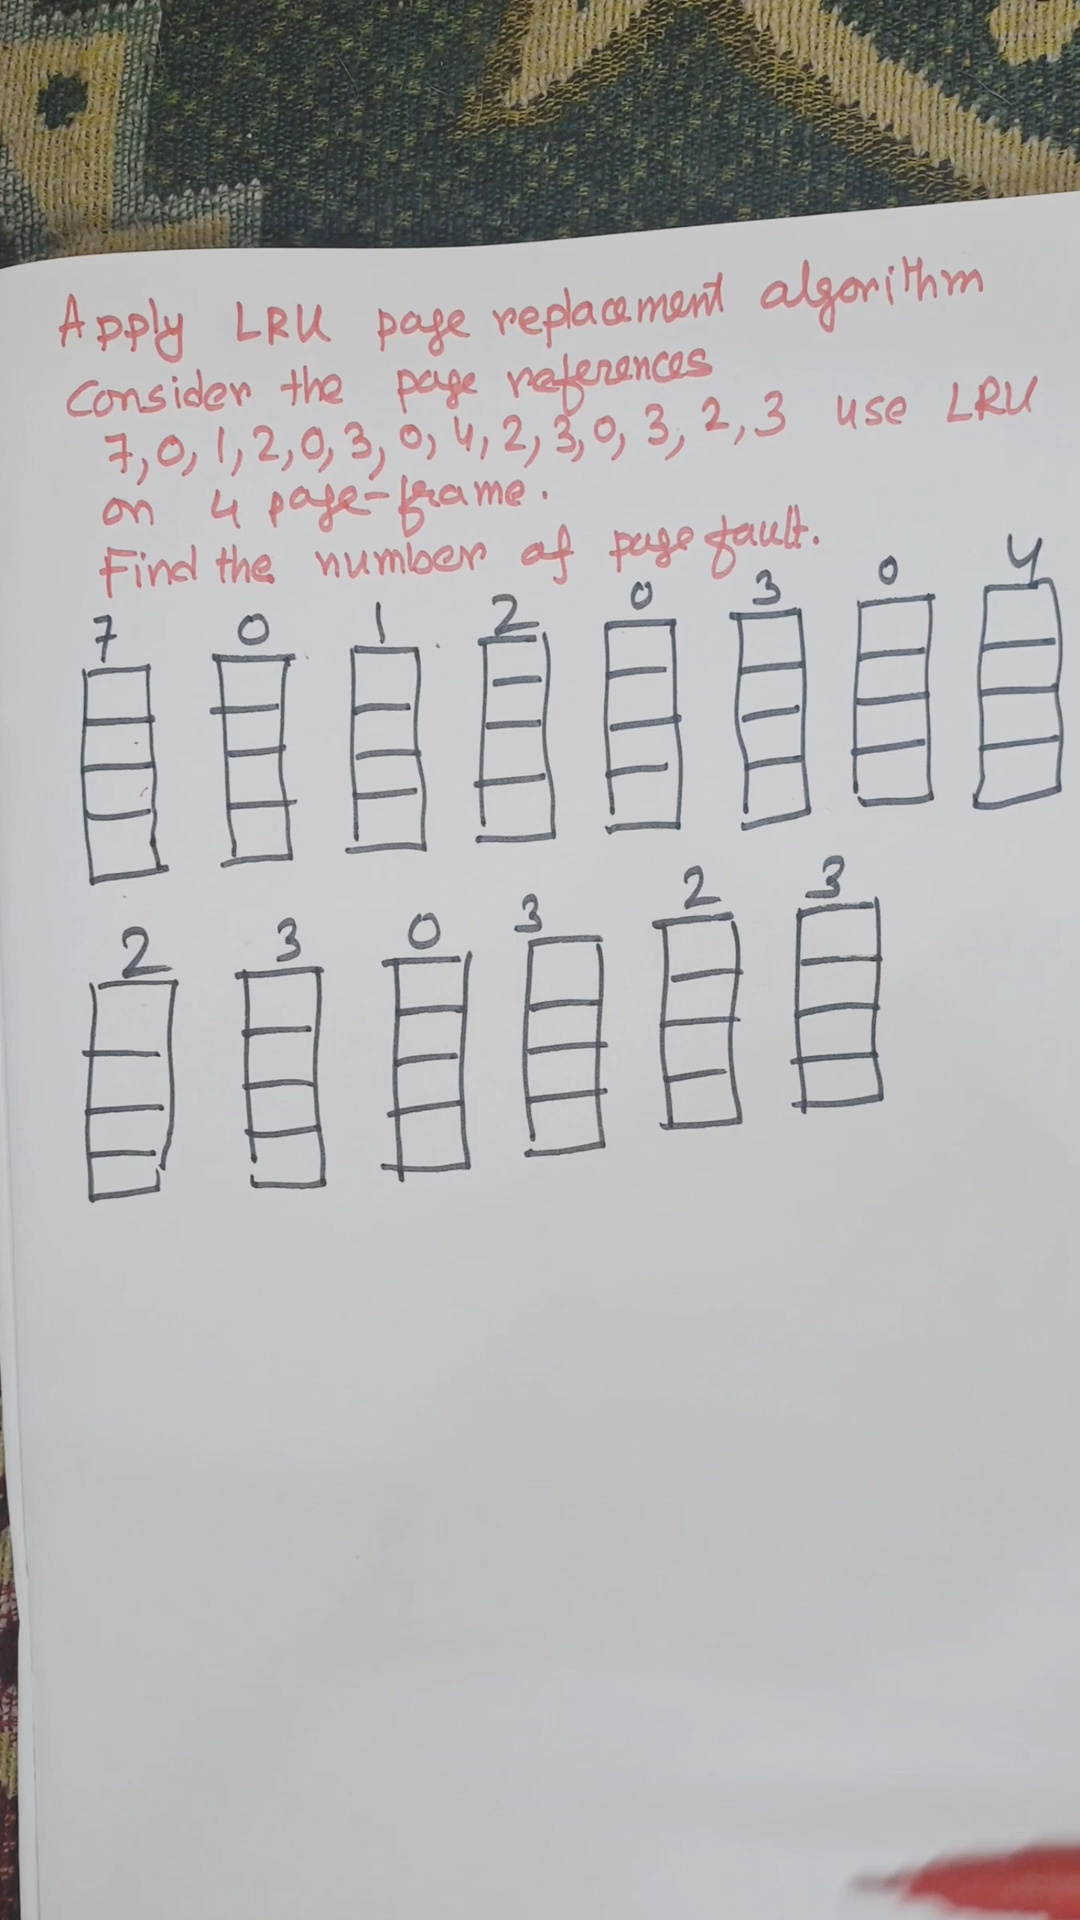 Apply LRU page replacement algorithm
Consider the page references
7,0,1,2,0,3,0,4,2,3,0,3,2,3 use LRU
on 4 page-frame.
Find the number of page fault.
7 0 1 2 0 3 0 4
2 3 0 3 2 3